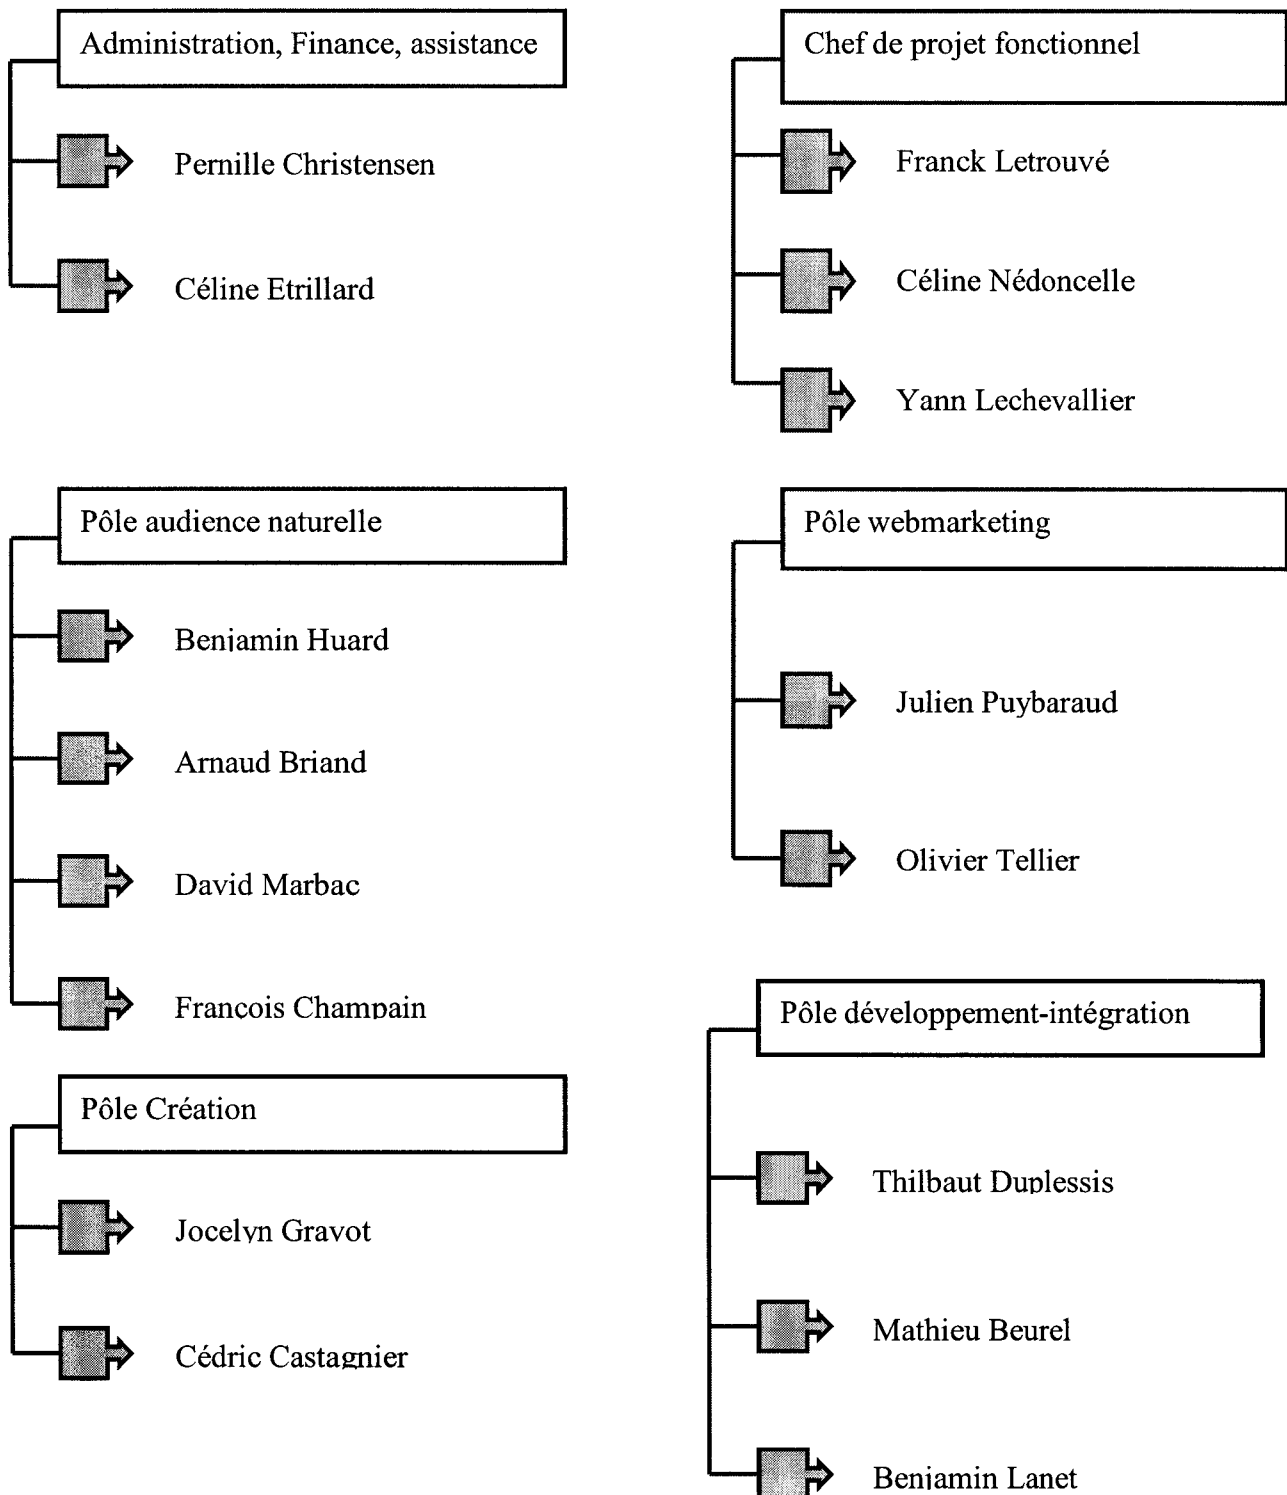 Administration, Finance, assistance
Pernille Christensen
Céline Etrillard
Chef de projet fonctionnel
Franck Letrouvé
Céline Nédoncelle
Yann Lechevallier
Pôle audience naturelle
Benjamin Huard
Arnaud Briand
David Marbac
François Champain
Pôle webmarketing
Julien Puybaraud
Olivier Tellier
Pôle Création
Jocelyn Gravot
Cédric Castagnier
Pôle développement-intégration
Thilbaut Duplessis
Mathieu Beurel
Benjamin Lanet